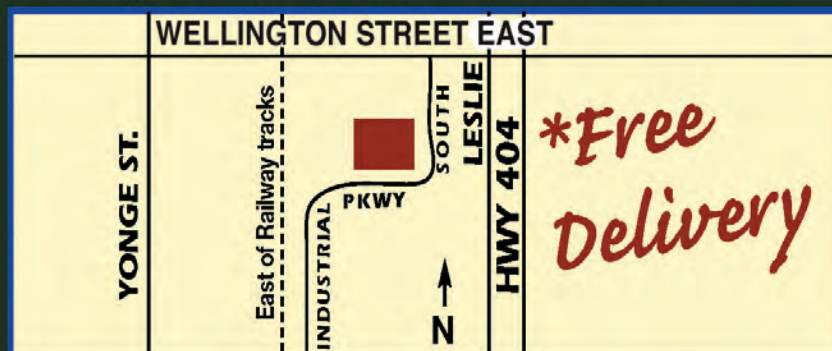 WELLINGTON STREET EAST
YONGE ST.
East of Railway tracks
INDUSTRIAL
PKWY
SOUTH
LESLIE
HWY 404
N
*Free
Delivery